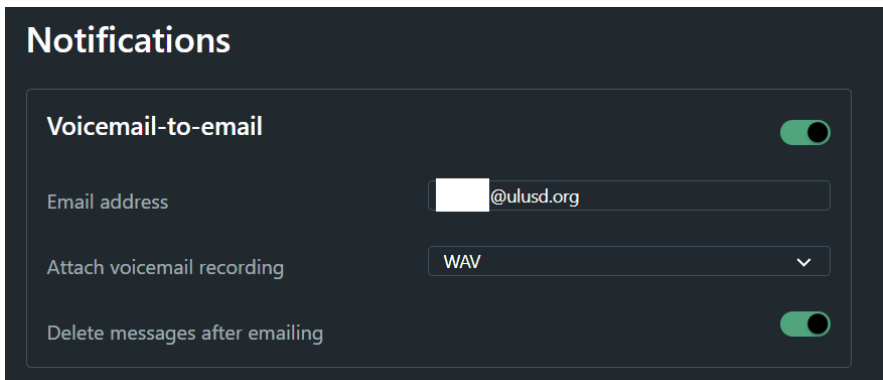 Notifications
Voicemail-to-email
Email address @ulusd.org
Attach voicemail recording WAV
Delete messages after emailing